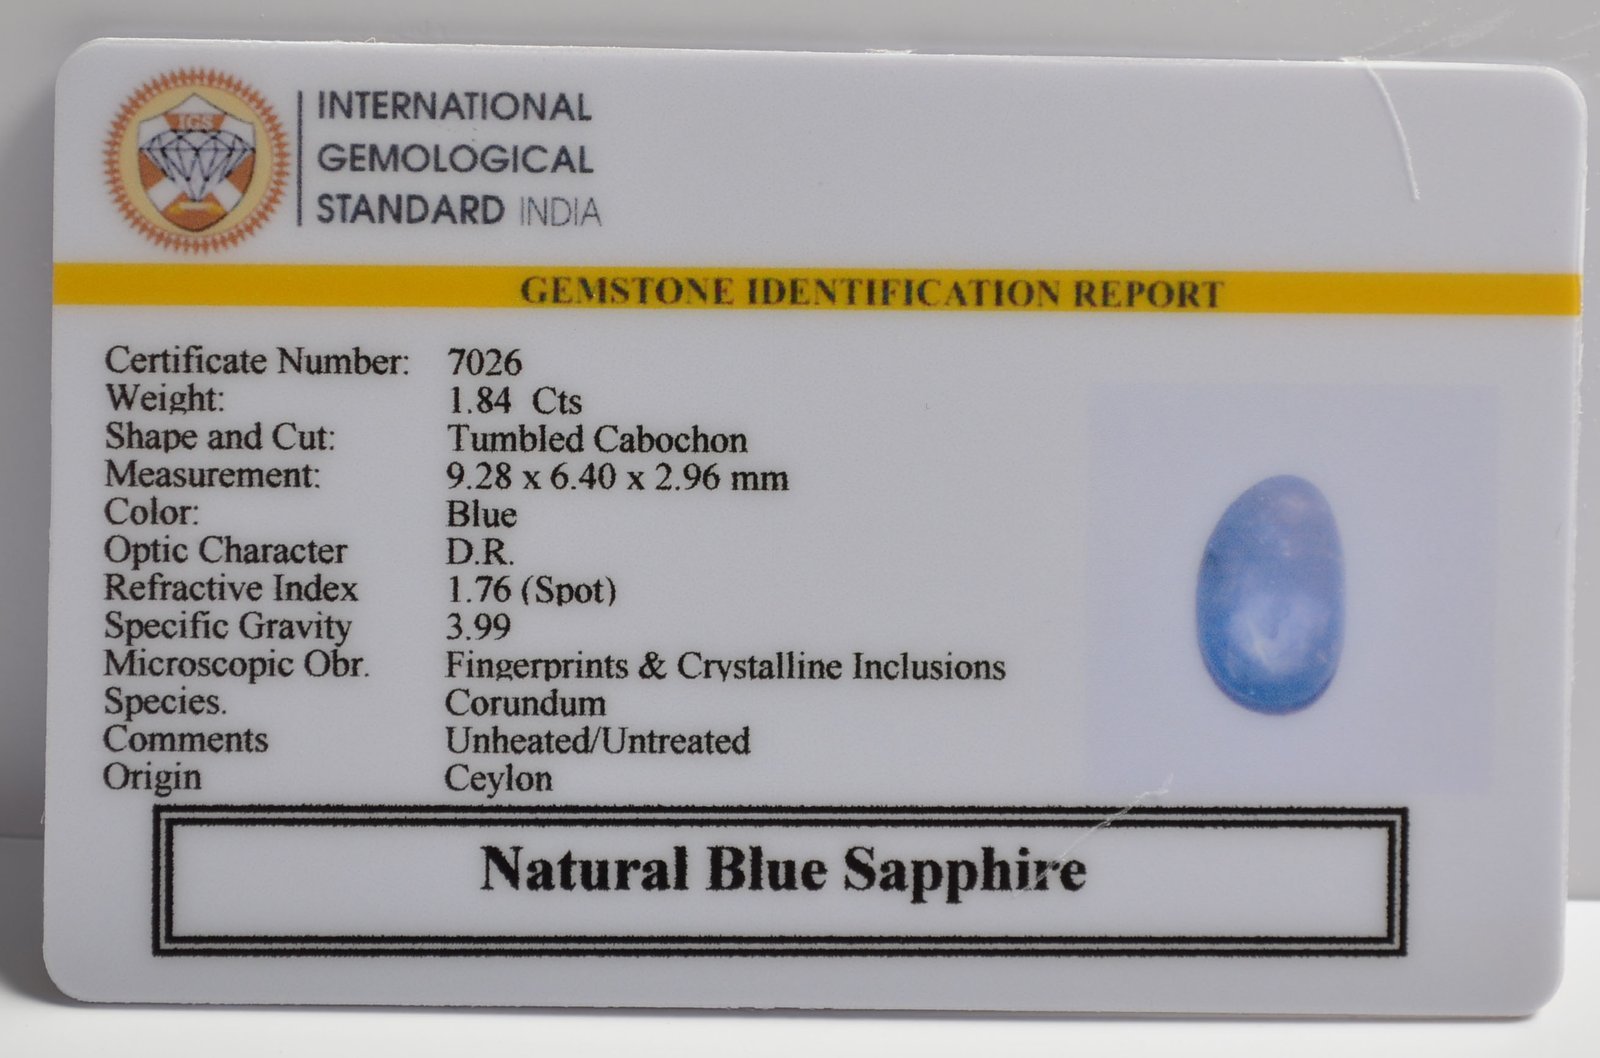 IGS
INTERNATIONAL
GEMOLOGICAL
STANDARD INDIA
GEMSTONE IDENTIFICATION REPORT
Certificate Number: 7026
Weight: 1.84 Cts
Shape and Cut: Tumbled Cabochon
Measurement: 9.28 x 6.40 x 2.96 mm
Color: Blue
Optic Character D.R.
Refractive Index 1.76 (Spot)
Specific Gravity 3.99
Microscopic Obr. Fingerprints & Crystalline Inclusions
Species. Corundum
Comments Unheated/Untreated
Origin Ceylon
Natural Blue Sapphire